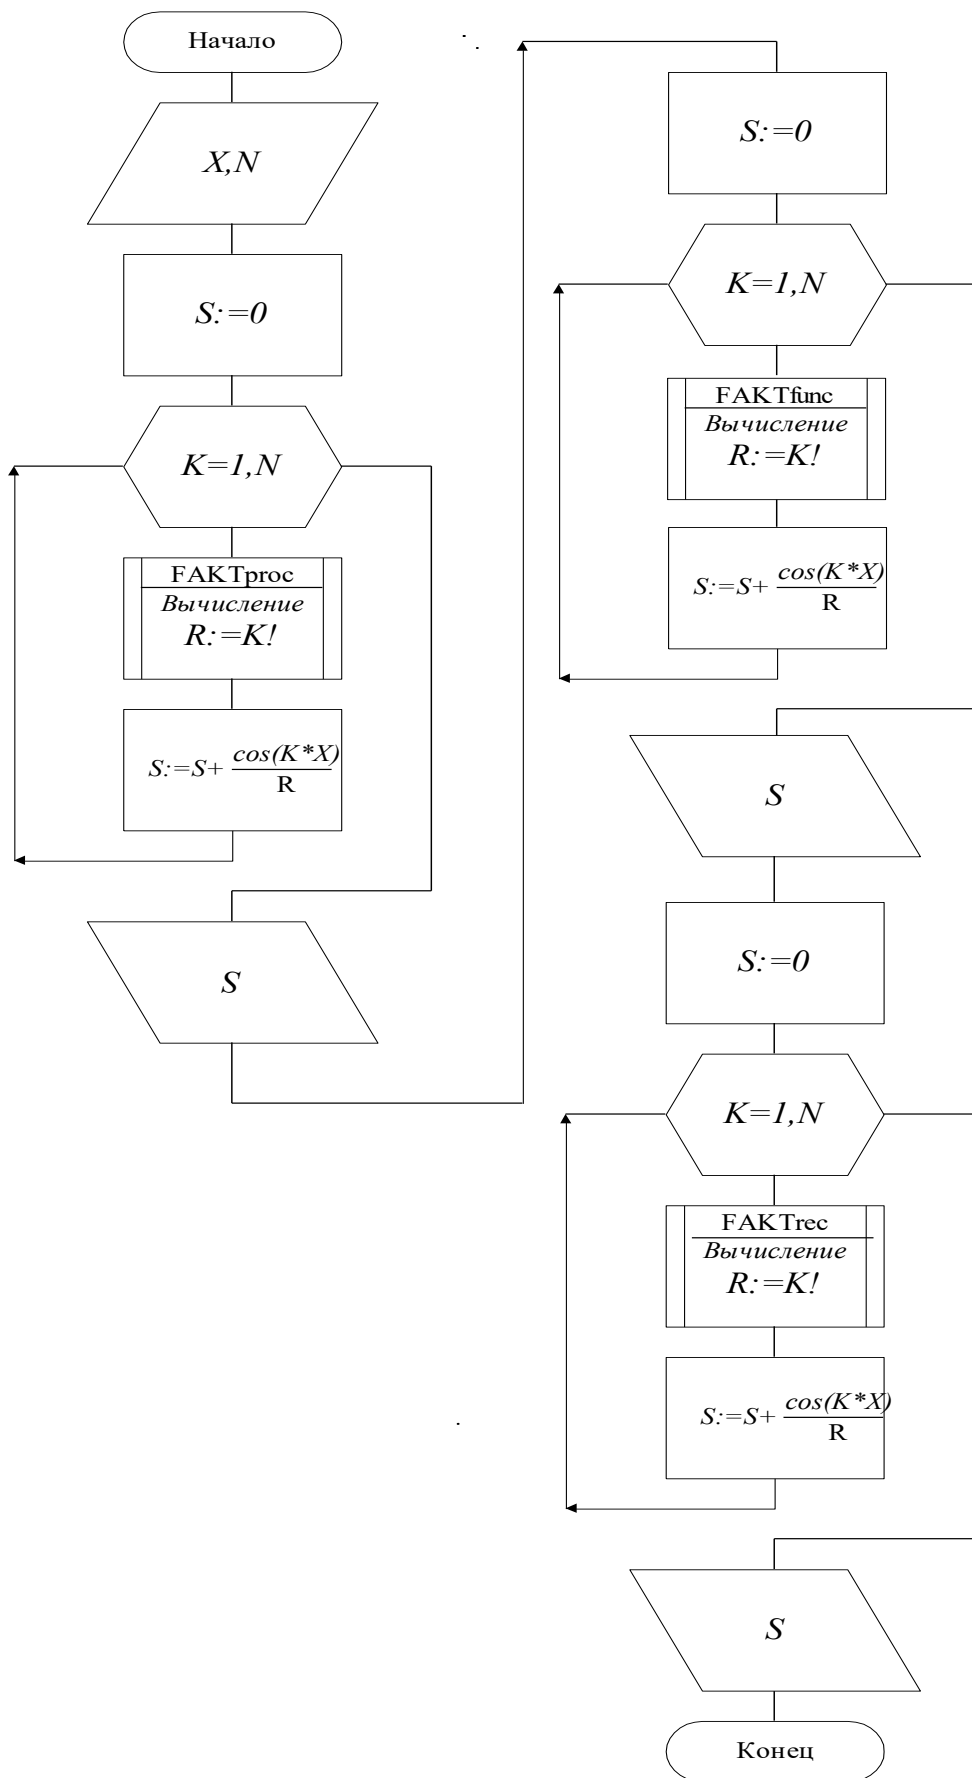 Начало
X,N
S:=0
K=1,N
FAKTproc
Вычисление
R:=K!
S:=S+ cos(K*X)
R
S
S:=0
K=1,N
FAKTfunc
Вычисление
R:=K!
S:=S+ cos(K*X)
R
S
S:=0
K=1,N
FAKTrec
Вычисление
R:=K!
S:=S+ cos(K*X)
R
S
Конец